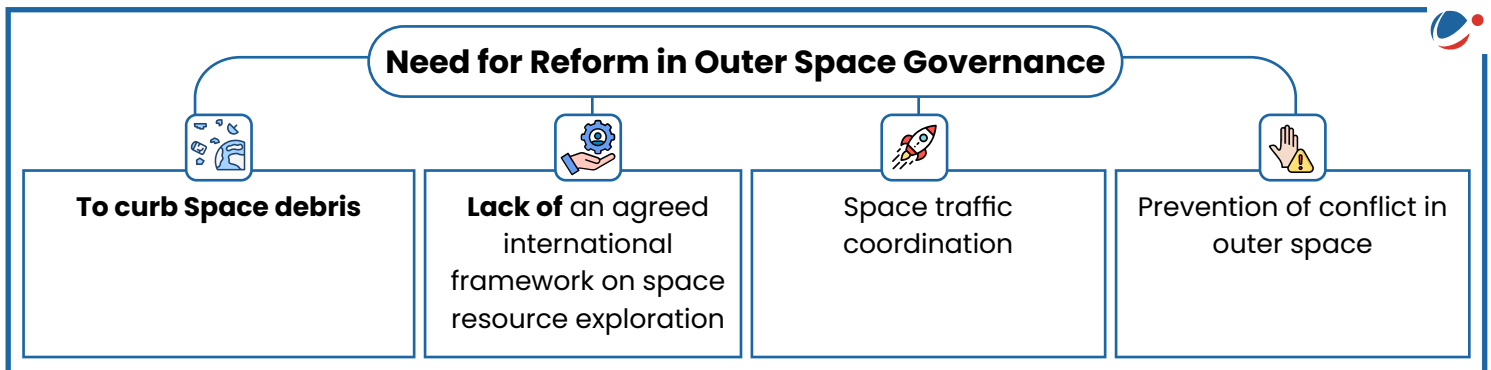 Need for Reform in Outer Space Governance
To curb Space debris
Lack of an agreed
international
framework on space
resource exploration
Space traffic
coordination
Prevention of conflict in
outer space